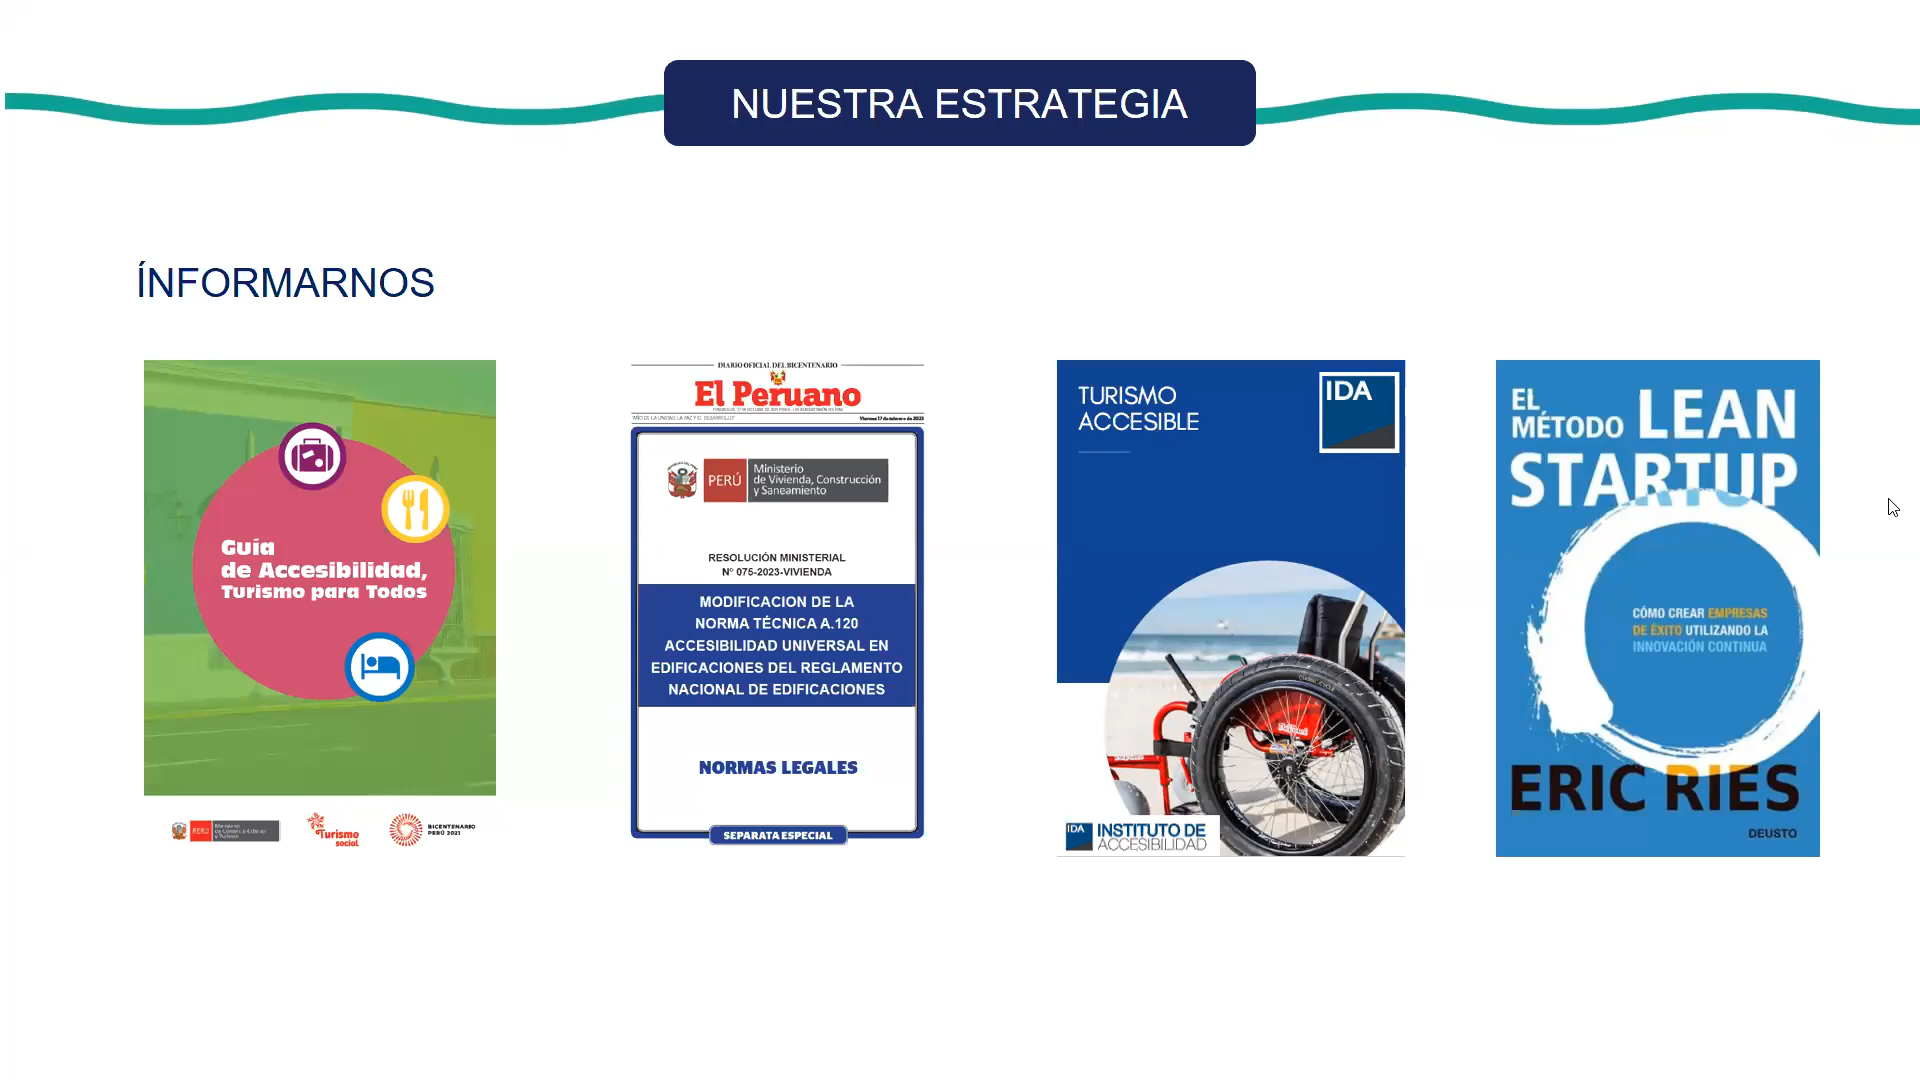 NUESTRA ESTRATEGIA
ÍNFORMARNOS
Guía
de Accesibilidad,
Turismo para Todos
PERÚ
Turismo
social
BICENTENARIO
PERÚ 2021
DIARIO OFICIAL DEL BICENTENARIO
El Peruano
PERÚ
Ministerio
de Vivienda, Construcción
y Saneamiento
RESOLUCIÓN MINISTERIAL
N° 075-2023-VIVIENDA
MODIFICACION DE LA
NORMA TÉCNICA A.120
ACCESIBILIDAD UNIVERSAL EN
EDIFICACIONES DEL REGLAMENTO
NACIONAL DE EDIFICACIONES
NORMAS LEGALES
SEPARATA ESPECIAL
TURISMO
ACCESIBLE
IDA
IDA
INSTITUTO DE
ACCESIBILIDAD
EL
MÉTODO LEAN
STARTUP
CÓMO CREAR EMPRESAS
DE ÉXITO UTILIZANDO LA
INNOVACIÓN CONTINUA
ERIC RIES
DEUSTO